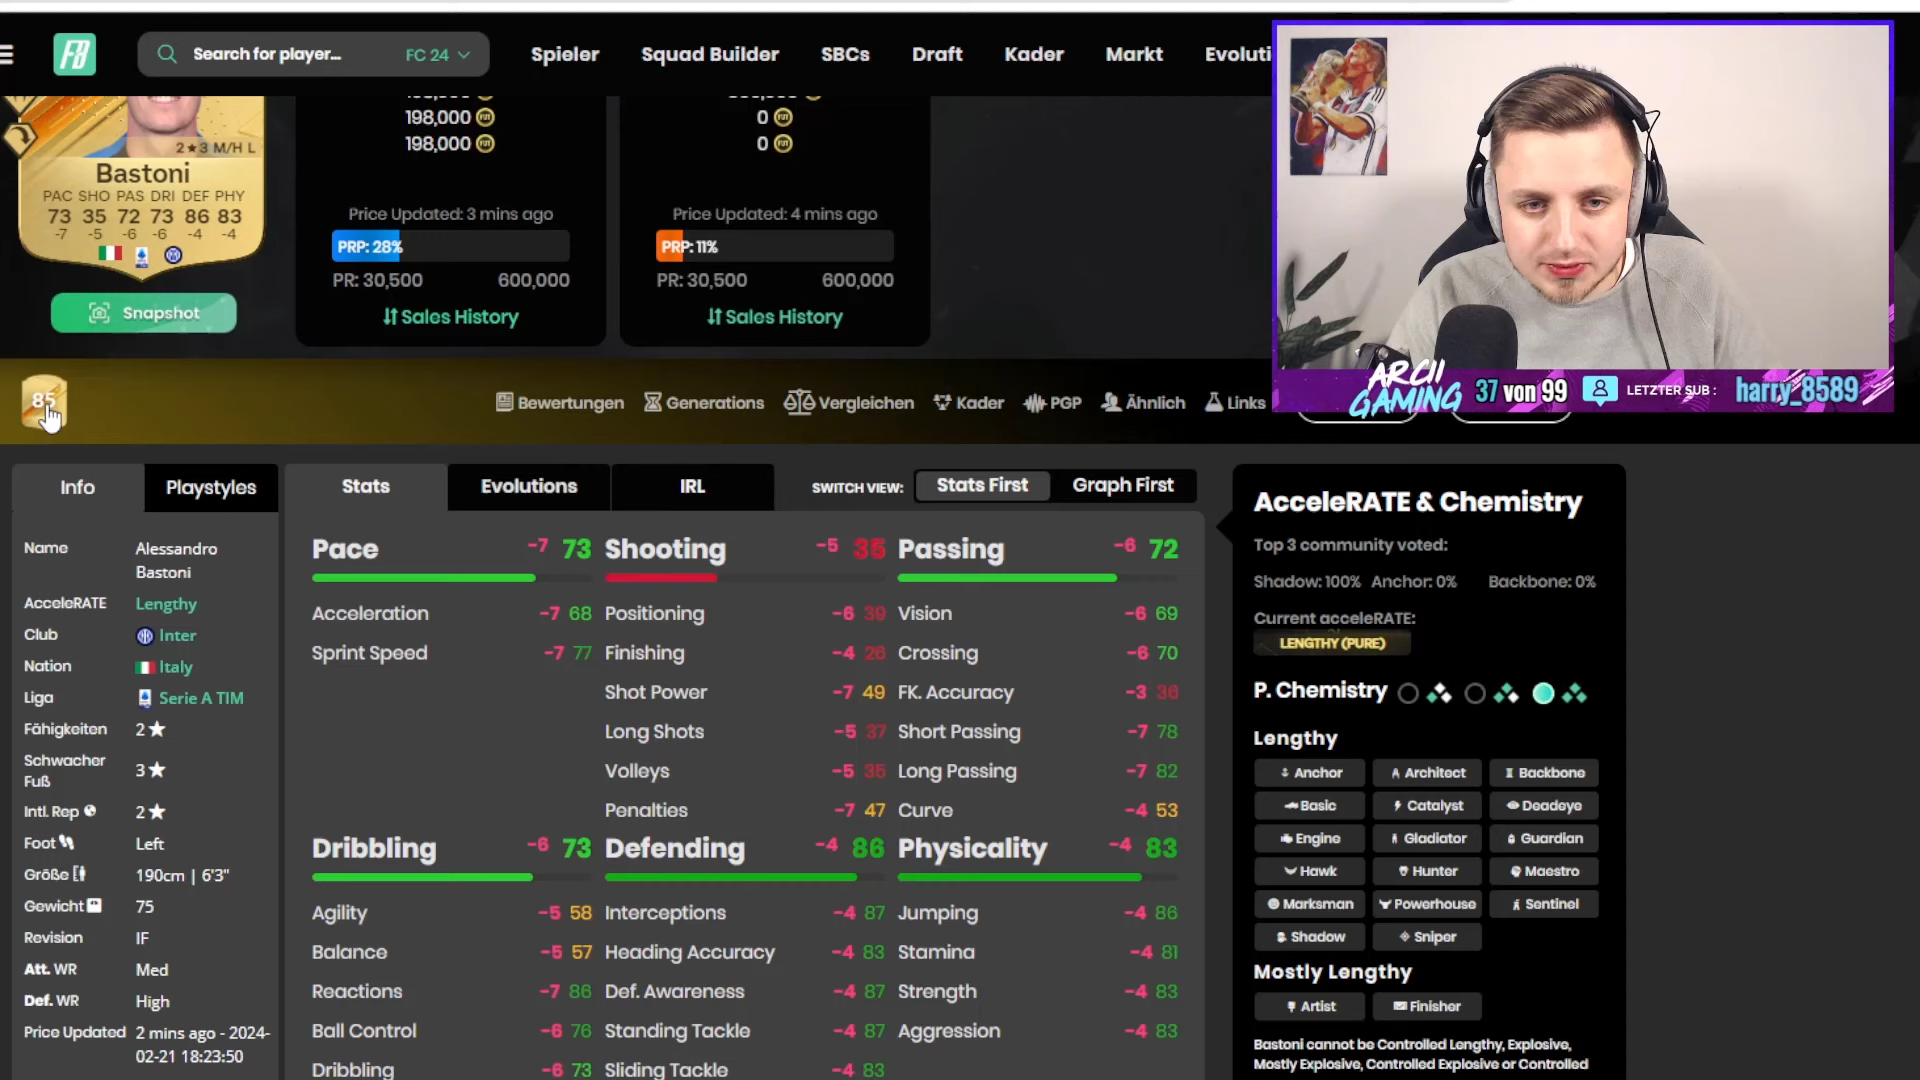 Search for player... FC 24 Spieler Squad Builder SBCs Draft Kader Markt
198,000
198,000
0
0
2★3 M/H L
Bastoni
PAC SHO PAS DRI DEF PHY
73 35 72 73 86 83
-7 -5 -6 -6 -4 -4
Snapshot
Price Updated: 3 mins ago
PRP: 28%
PR: 30,500 600,000
Sales History
Price Updated: 4 mins ago
PRP: 11%
PR: 30,500 600,000
Sales History
ARCII
GAMING
37 von 99 LETZTER SUB : harry_8589
85
Bewertungen Generations Vergleichen Kader PGP Ähnlich Links
Info Playstyles
Name Alessandro Bastoni
AcceleRATE Lengthy
Club Inter
Nation Italy
Liga Serie A TIM
Fähigkeiten 2 ★
Schwacher Fuß 3 ★
Intl. Rep 2 ★
Foot Left
Größe 190cm | 6'3"
Gewicht 75
Revision IF
Att. WR Med
Def. WR High
Price Updated 2 mins ago - 2024-
02-21 18:23:50
Stats Evolutions IRL SWITCH VIEW: Stats First Graph First
Pace -7 73
Acceleration -7 68
Sprint Speed -7 77
Shooting -5 35
Positioning -6 39
Finishing -4 26
Shot Power -7 49
Long Shots -5 37
Volleys -5 35
Penalties -7 47
Passing -6 72
Vision -6 69
Crossing -6 70
FK. Accuracy -3 36
Short Passing -7 78
Long Passing -7 82
Curve -4 53
Dribbling -6 73
Agility -5 58
Balance -5 57
Reactions -7 86
Ball Control -6 76
Dribbling -6 73
Defending -4 86
Interceptions -4 87
Heading Accuracy -4 83
Def. Awareness -4 87
Standing Tackle -4 87
Sliding Tackle -4 83
Physicality -4 83
Jumping -4 86
Stamina -4 81
Strength -4 83
Aggression -4 83
AcceleRATE & Chemistry
Top 3 community voted:
Shadow: 100% Anchor: 0% Backbone: 0%
Current acceleRATE:
LENGTHY (PURE)
P. Chemistry
Lengthy
Anchor Architect Backbone
Basic Catalyst Deadeye
Engine Gladiator Guardian
Hawk Hunter Maestro
Marksman Powerhouse Sentinel
Shadow Sniper
Mostly Lengthy
Artist Finisher
Bastoni cannot be Controlled Lengthy, Explosive,
Mostly Explosive, Controlled Explosive or Controlled